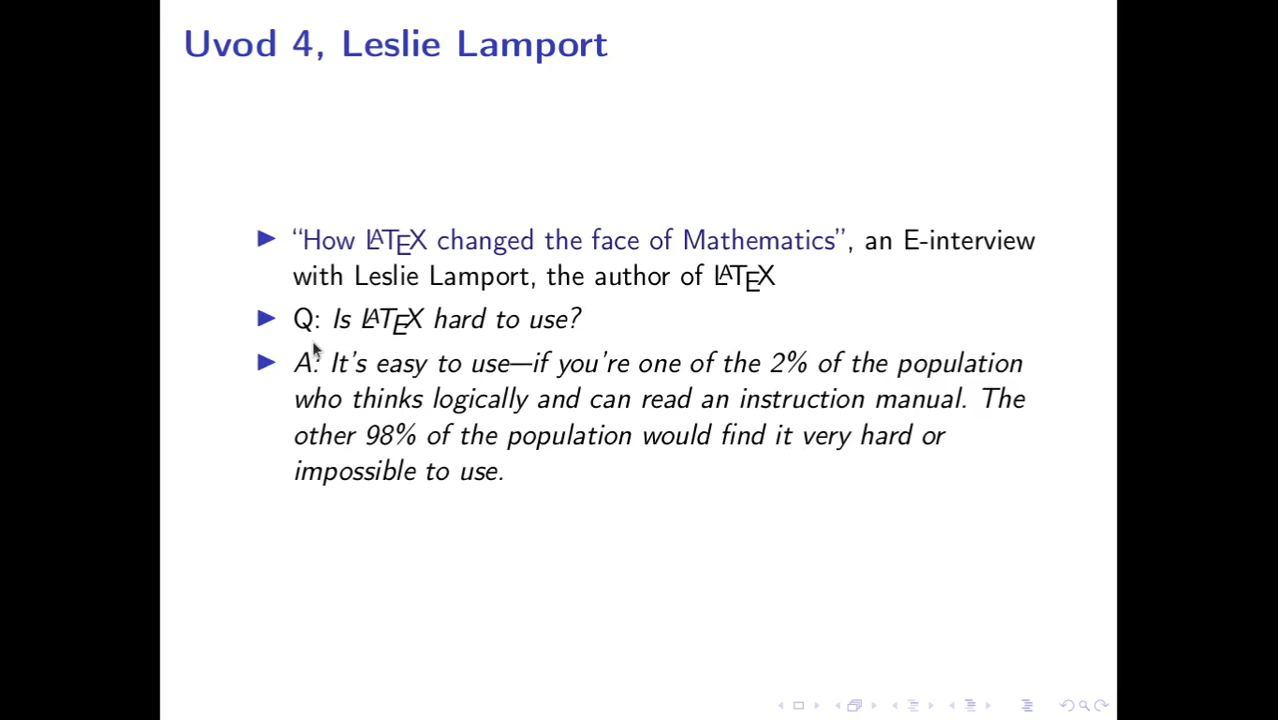 Uvod 4, Leslie Lamport
“How LATEX changed the face of Mathematics”, an E-interview
with Leslie Lamport, the author of LATEX
Q: Is LATEX hard to use?
A: It’s easy to use—if you’re one of the 2% of the population
who thinks logically and can read an instruction manual. The
other 98% of the population would find it very hard or
impossible to use.